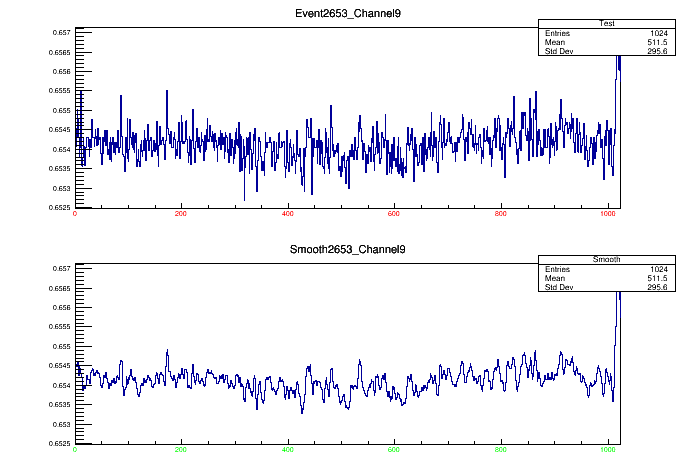 Event2653_Channel9
Test
Entries 1024
Mean 511.5
Std Dev 295.6
0.657
0.6565
0.656
0.6555
0.655
0.6545
0.654
0.6535
0.653
0.6525
0 200 400 600 800 1000
Smooth2653_Channel9
Smooth
Entries 1024
Mean 511.5
Std Dev 295.6
0.657
0.6565
0.656
0.6555
0.655
0.6545
0.654
0.6535
0.653
0.6525
0 200 400 600 800 1000